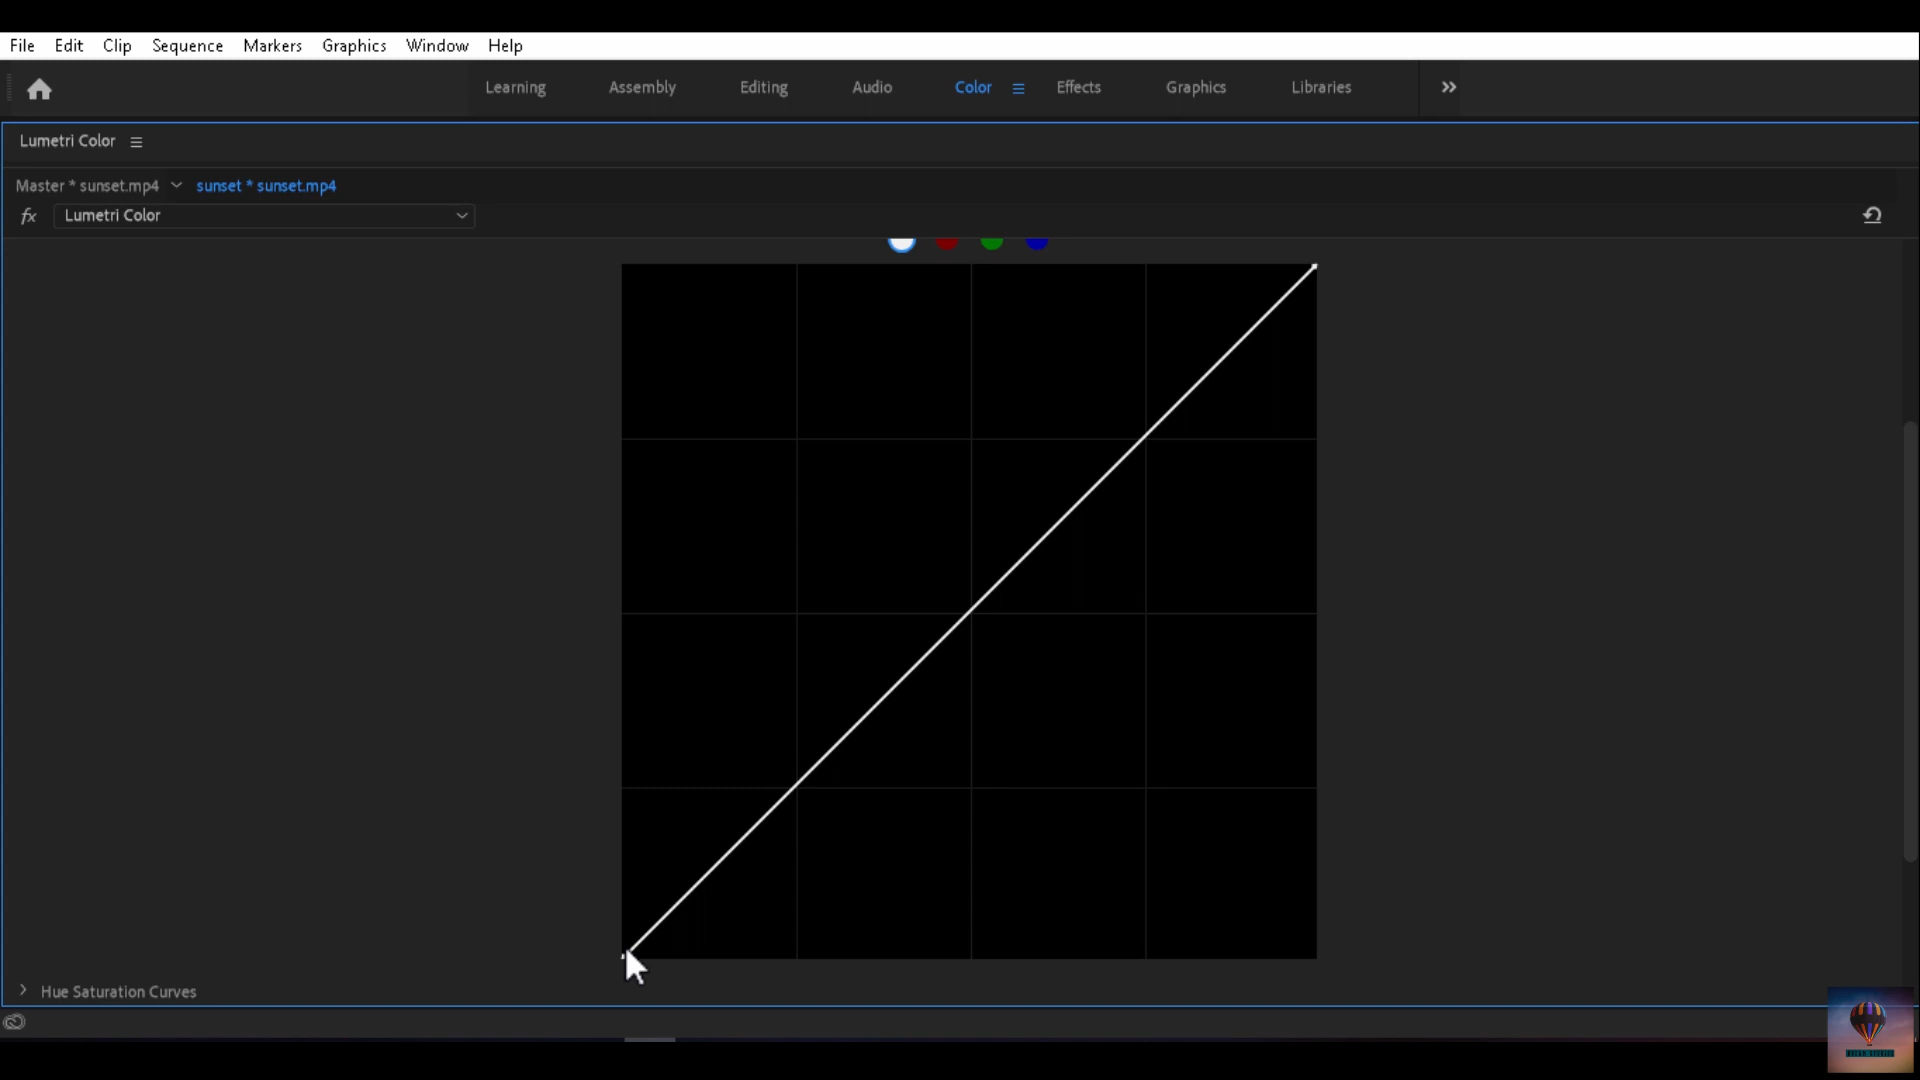 File Edit Clip Sequence Markers Graphics Window Help
Learning Assembly Editing Audio Color Effects Graphics Libraries
Lumetri Color
Master * sunset.mp4 sunset * sunset.mp4
fx Lumetri Color
Hue Saturation Curves